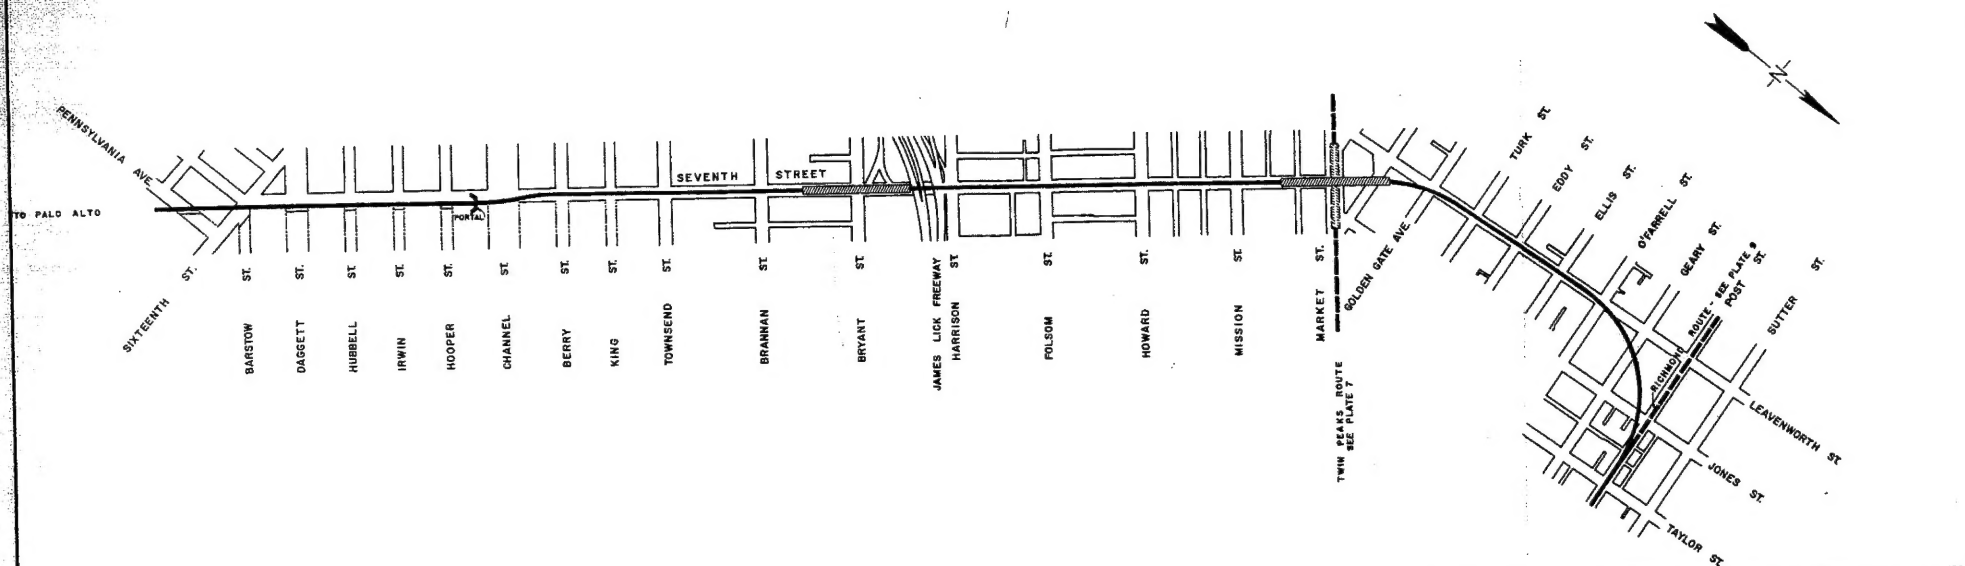 N
PENNSYLVANIA AVE.
TO PALO ALTO
PORTAL
SEVENTH STREET
SIXTEENTH ST.
BARSTOW ST.
DAGGETT ST.
HUBBELL ST.
IRWIN ST.
HOOPER ST.
CHANNEL ST.
BERRY ST.
KING ST.
TOWNSEND ST.
BRANNAN ST.
BRYANT ST.
JAMES LICK FREEWAY
HARRISON ST.
FOLSOM ST.
HOWARD ST.
MISSION ST.
MARKET ST.
TWIN PEAKS ROUTE
SEE PLATE 7
GOLDEN GATE AVE.
TURK ST.
EDDY ST.
ELLIS ST.
O'FARRELL ST.
GEARY ST.
RICHMOND ROUTE - SEE PLATE 9
POST ST.
SUTTER ST.
LEAVENWORTH ST.
JONES ST.
TAYLOR ST.